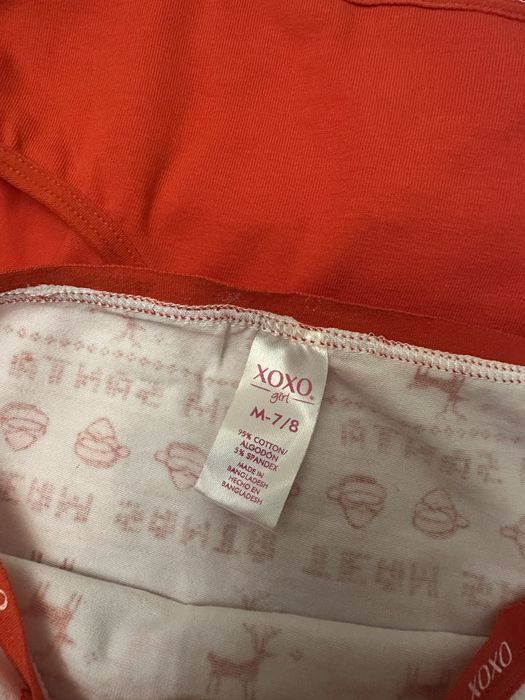 XOXO
girl
M-7/8
95% COTTON/
ALGODÓN
5% SPANDEX
MADE IN
BANGLADESH
HECHO EN
BANGLADESH
XOXO